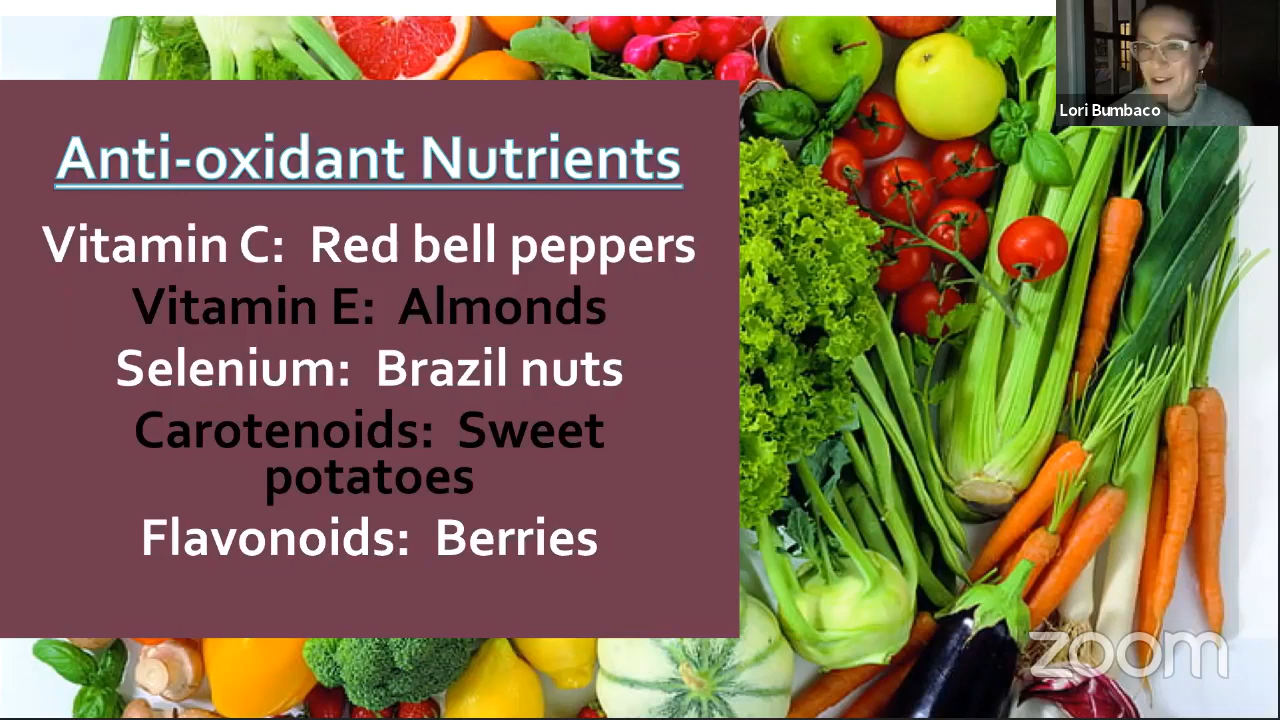 Lori Bumbaco
Anti-oxidant Nutrients
Vitamin C: Red bell peppers
Vitamin E: Almonds
Selenium: Brazil nuts
Carotenoids: Sweet
potatoes
Flavonoids: Berries
zoom